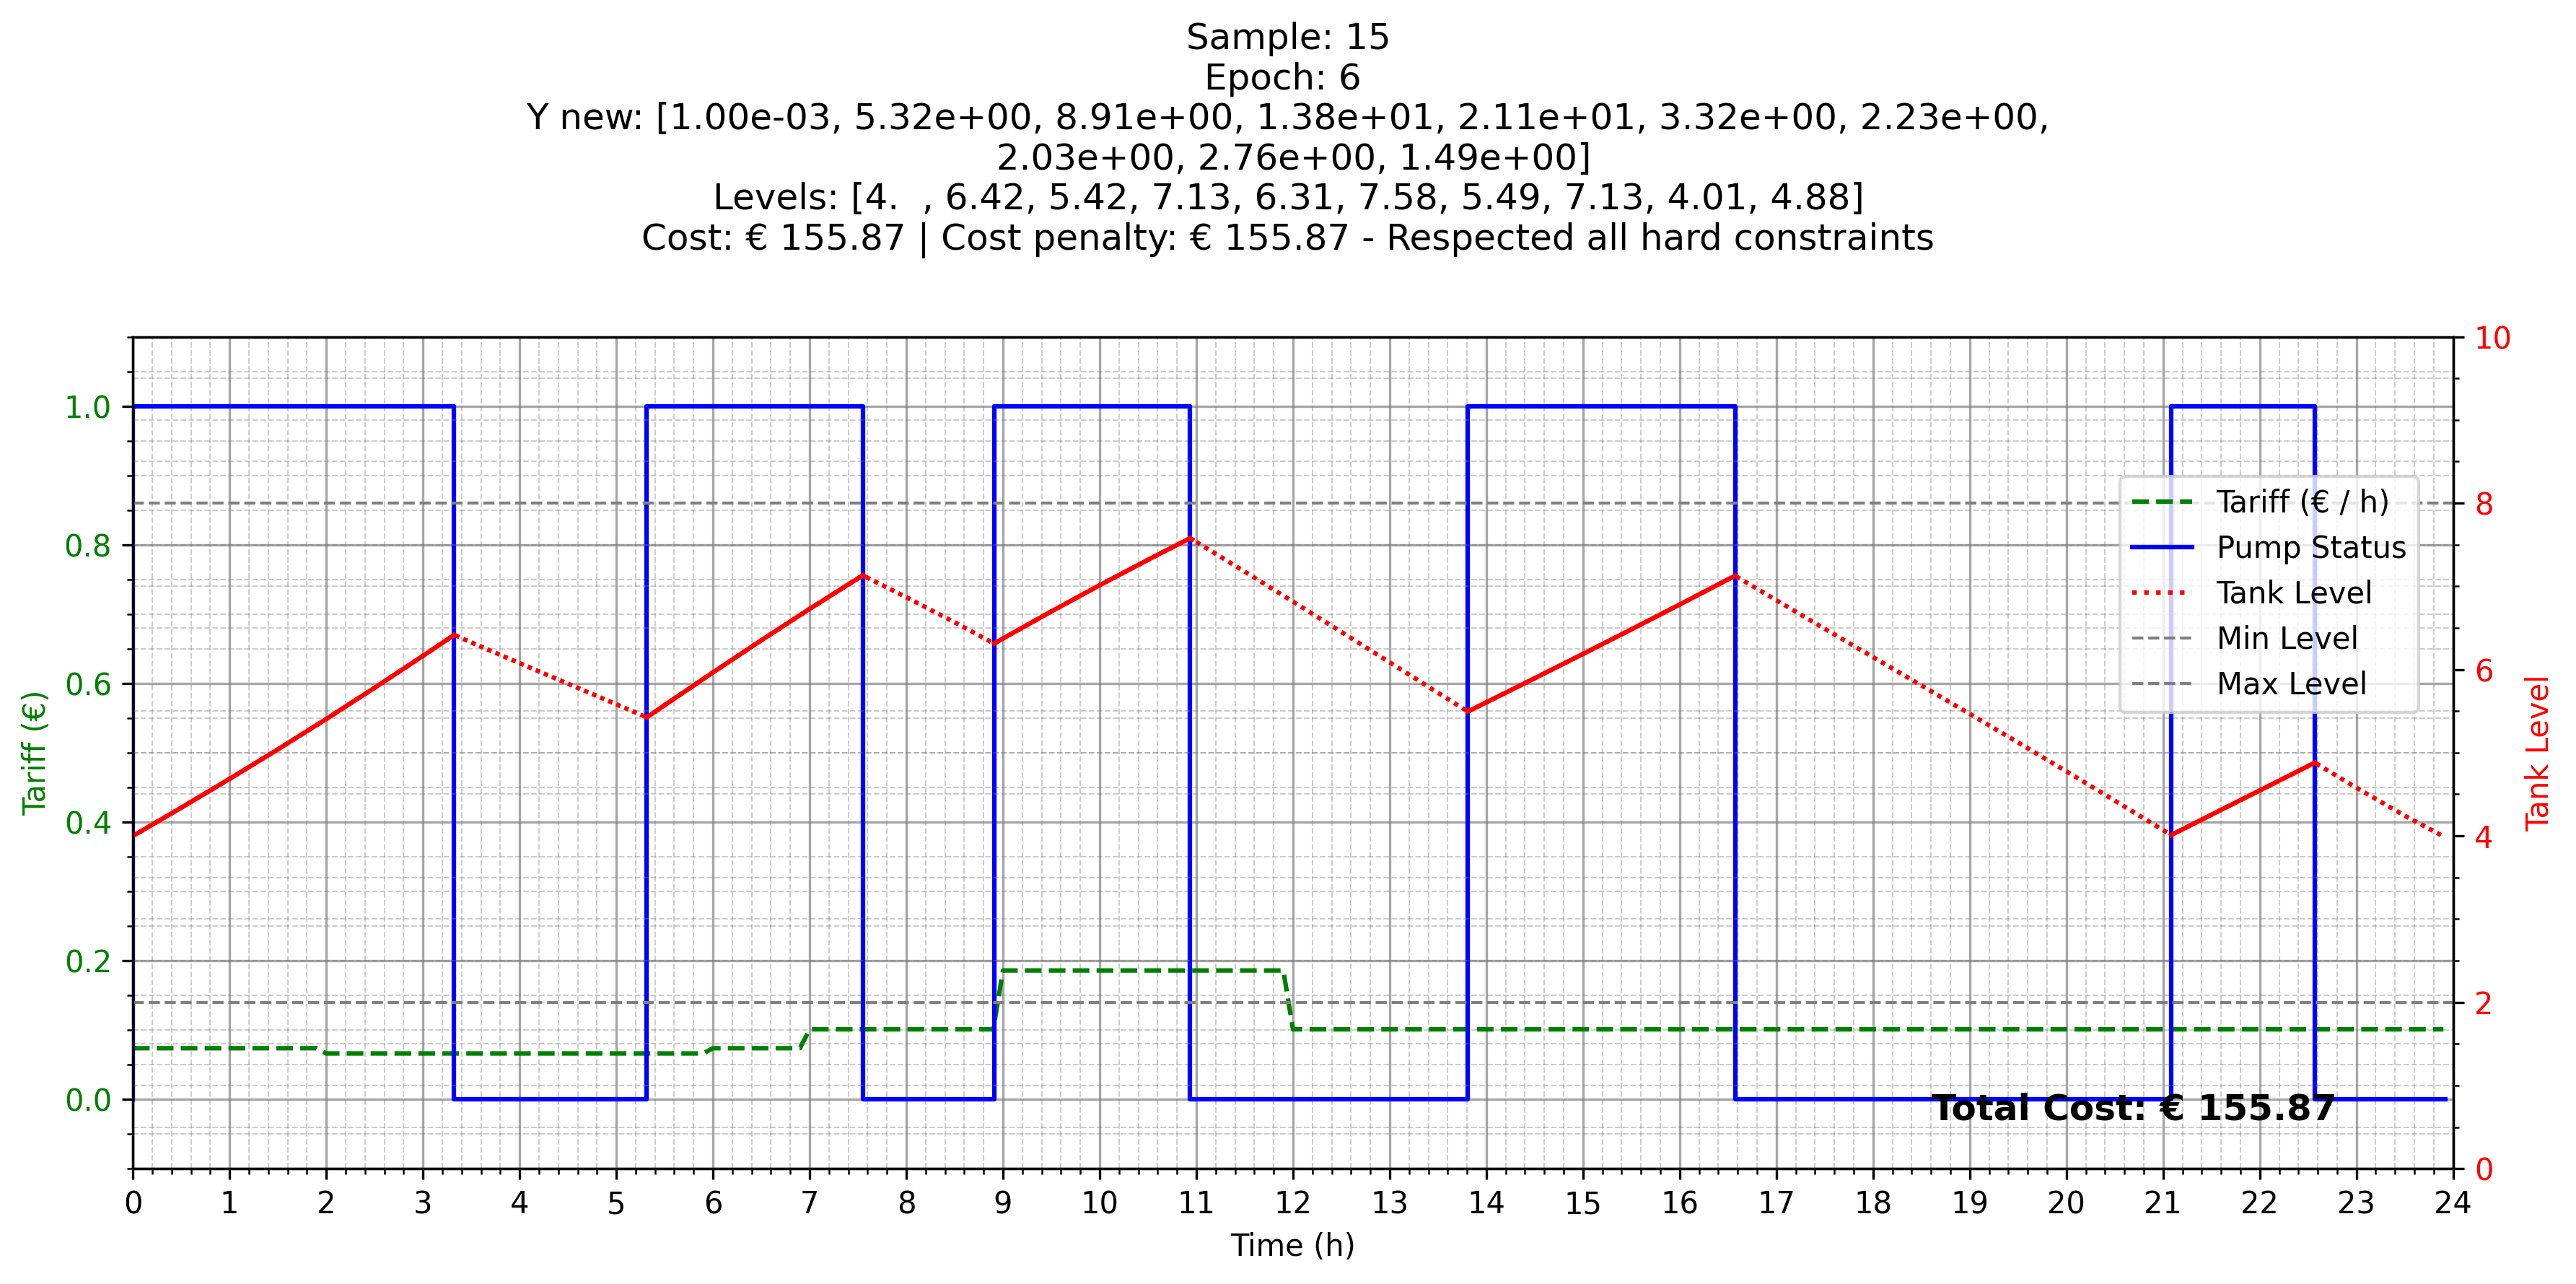 Sample: 15
Epoch: 6
Y new: [1.00e-03, 5.32e+00, 8.91e+00, 1.38e+01, 2.11e+01, 3.32e+00, 2.23e+00,
2.03e+00, 2.76e+00, 1.49e+00]
Levels: [4.  , 6.42, 5.42, 7.13, 6.31, 7.58, 5.49, 7.13, 4.01, 4.88]
Cost: € 155.87 | Cost penalty: € 155.87 - Respected all hard constraints
Tariff (€)
1.0
0.8
0.6
0.4
0.2
0.0
10
8
6
4
2
0
Tank Level
Tariff (€ / h)
Pump Status
Tank Level
Min Level
Max Level
Total Cost: € 155.87
0 1 2 3 4 5 6 7 8 9 10 11 12 13 14 15 16 17 18 19 20 21 22 23 24
Time (h)